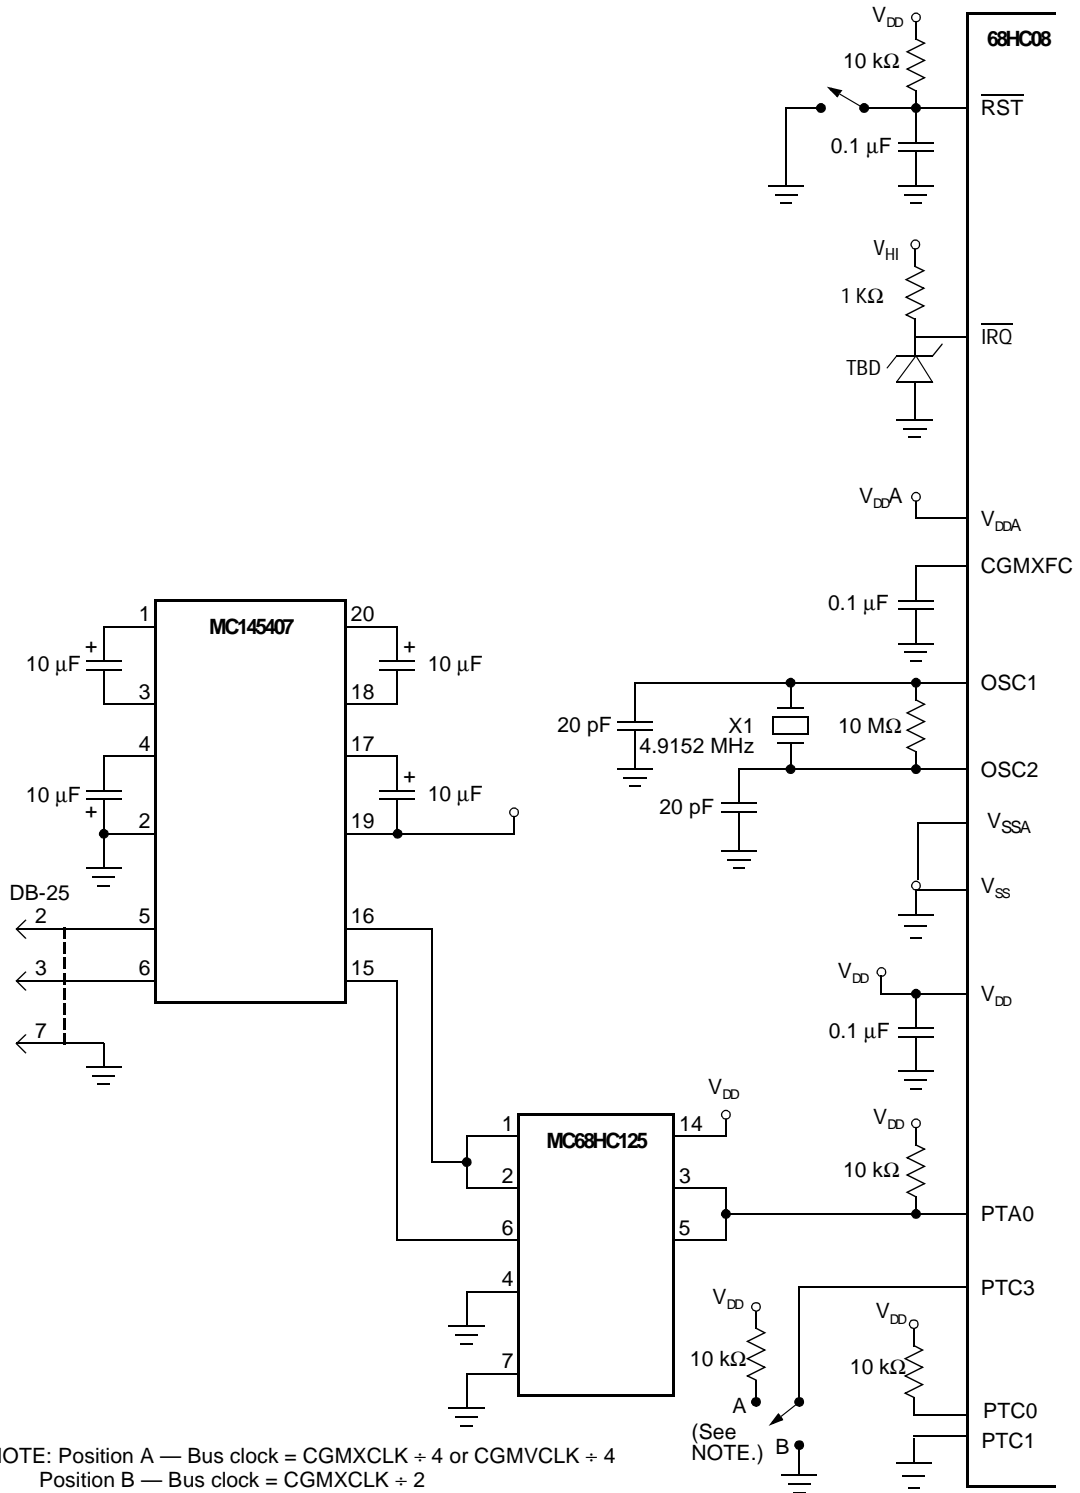 VDD
68HC08
10 kΩ
RST
0.1 µF
VHI
1 KΩ
IRQ
TBD
VDDA
VDDA
CGMXFC
0.1 µF
MC145407
1
20
+
10 µF
+
10 µF
3
18
OSC1
20 pF
X1
4.9152 MHz
10 MΩ
4
17
OSC2
10 µF
+
+
10 µF
20 pF
2
19
VSSA
VSS
DB-25
2
5
16
3
6
15
VDD
VDD
0.1 µF
7
VDD
1
MC68HC125
14
VDD
10 kΩ
2
3
6
5
PTA0
4
PTC3
VDD
VDD
7
10 kΩ
10 kΩ
A
PTC0
(See
NOTE.)
B
PTC1
OTE: Position A — Bus clock = CGMXCLK ÷ 4 or CGMVCLK ÷ 4
Position B — Bus clock = CGMXCLK ÷ 2